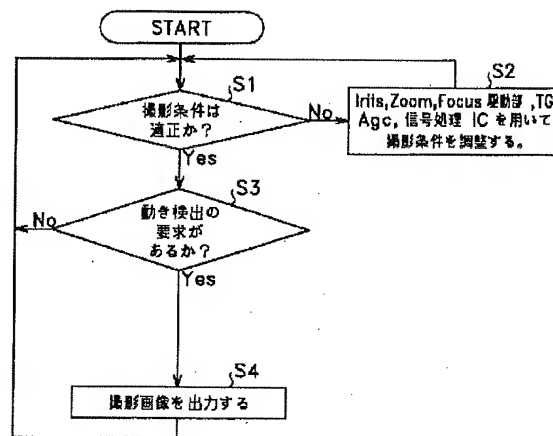 START
S1
撮影条件は
適正か?
No
Yes
S2
Irits,Zoom,Focus 駆動部,TG
Agc, 信号処理 IC を用いて
撮影条件を調整する。
S3
動き検出の
要求が
あるか?
No
Yes
S4
撮影画像を出力する